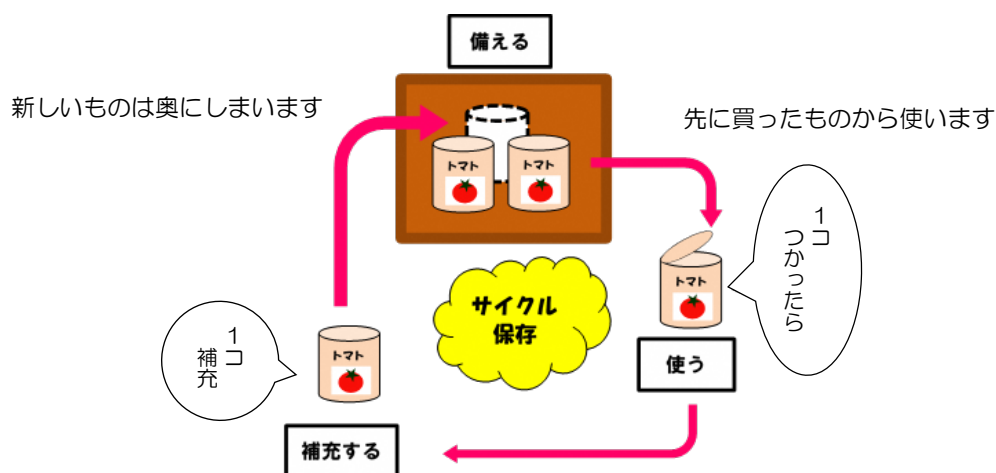 備える
新しいものは奥にしまいます
先に買ったものから使います
トマト
トマト
1コ
つかったら
トマト
サイクル
保存
使う
1コ
補充
トマト
補充する